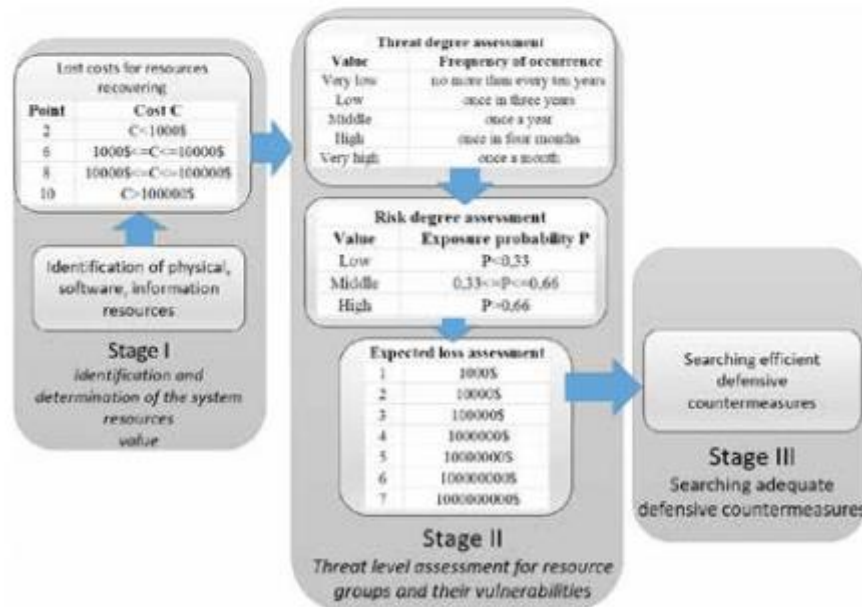 Lost costs for resources
recovering
Point Cost C
2 C<1000$
6 1000$<=C<=10000$
8 10000$<=C<=100000$
10 C>100000$
Identification of physical,
software, information
resources
Stage I
identification and
determination of the system
resources
value
Threat degree assessment
Value Frequency of occurrence
Very low no more than every ten years
Low once in three years
Middle once a year
High once in four months
Very high once a month
Risk degree assessment
Value Exposure probability P
Low P<0,33
Middle 0,33<=P<=0,66
High P>0,66
Expected loss assessment
1 1000$
2 10000$
3 100000$
4 1000000$
5 10000000$
6 100000000$
7 1000000000$
Stage II
Threat level assessment for resource
groups and their vulnerabilities
Searching efficient
defensive
countermeasures
Stage III
Searching adequate
defensive countermeasures